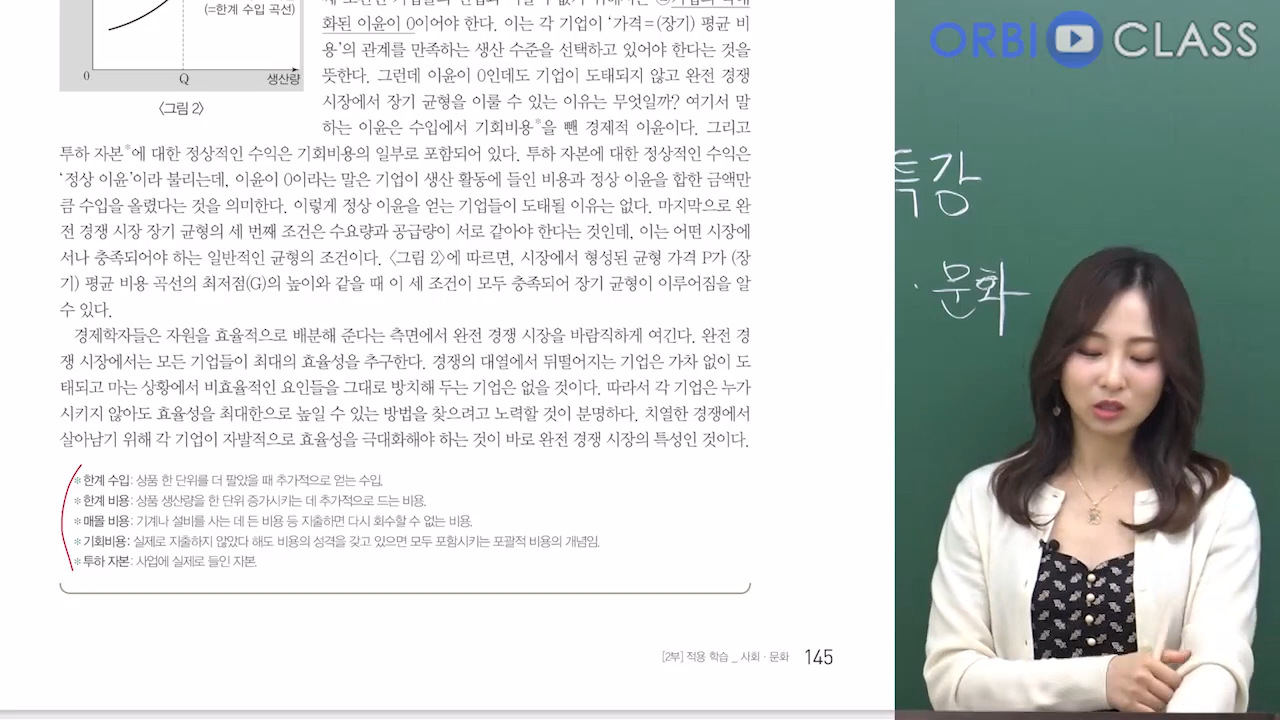 (=한계 수입 곡선)
0
Q
생산량
〈그림 2〉
화된 이윤이 0이어야 한다. 이는 각 기업이 ‘가격=(장기) 평균 비
용’의 관계를 만족하는 생산 수준을 선택하고 있어야 한다는 것을
뜻한다. 그런데 이윤이 0인데도 기업이 도태되지 않고 완전 경쟁
시장에서 장기 균형을 이룰 수 있는 이유는 무엇일까? 여기서 말
하는 이윤은 수입에서 기회비용*을 뺀 경제적 이윤이다. 그리고
투하 자본*에 대한 정상적인 수익은 기회비용의 일부로 포함되어 있다. 투하 자본에 대한 정상적인 수익은
‘정상 이윤’이라 불리는데, 이윤이 0이라는 말은 기업이 생산 활동에 들인 비용과 정상 이윤을 합한 금액만
큼 수입을 올렸다는 것을 의미한다. 이렇게 정상 이윤을 얻는 기업들이 도태될 이유는 없다. 마지막으로 완
전 경쟁 시장 장기 균형의 세 번째 조건은 수요량과 공급량이 서로 같아야 한다는 것인데, 이는 어떤 시장에
서나 충족되어야 하는 일반적인 균형의 조건이다. 〈그림 2〉에 따르면, 시장에서 형성된 균형 가격 P가 (장
기) 평균 비용 곡선의 최저점(G)의 높이와 같을 때 이 세 조건이 모두 충족되어 장기 균형이 이루어짐을 알
수 있다.
경제학자들은 자원을 효율적으로 배분해 준다는 측면에서 완전 경쟁 시장을 바람직하게 여긴다. 완전 경
쟁 시장에서는 모든 기업들이 최대의 효율성을 추구한다. 경쟁의 대열에서 뒤떨어지는 기업은 가차 없이 도
태되고 마는 상황에서 비효율적인 요인들을 그대로 방치해 두는 기업은 없을 것이다. 따라서 각 기업은 누가
시키지 않아도 효율성을 최대한으로 높일 수 있는 방법을 찾으려고 노력할 것이 분명하다. 치열한 경쟁에서
살아남기 위해 각 기업이 자발적으로 효율성을 극대화해야 하는 것이 바로 완전 경쟁 시장의 특성인 것이다.
*한계 수입: 상품 한 단위를 더 팔았을 때 추가적으로 얻는 수입.
*한계 비용: 상품 생산량을 한 단위 증가시키는 데 추가적으로 드는 비용.
*매몰 비용: 기계나 설비를 사는 데 든 비용 등 지출하면 다시 회수할 수 없는 비용.
*기회비용: 실제로 지출하지 않았다 해도 비용의 성격을 갖고 있으면 모두 포함시키는 포괄적 비용의 개념임.
*투하 자본: 사업에 실제로 들인 자본.
[2부] 적용 학습 _ 사회·문화 145
ORBI CLASS
특강
·문화